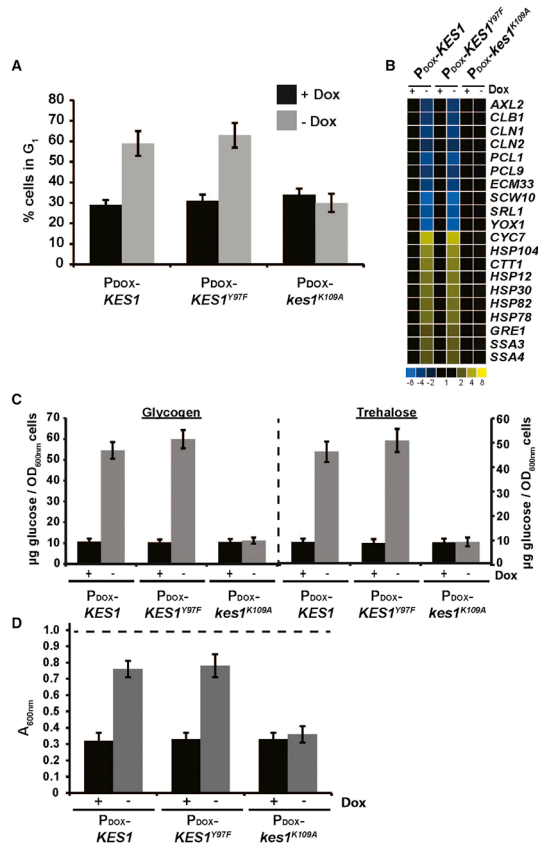 A
% cells in G1
80
70
60
50
40
30
20
10
0
+ Dox
- Dox
PDOX-
KES1
PDOX-
KES1Y97F
PDOX-
kes1K109A
B
PDOX-KES1
PDOX-KES1Y97F
PDOX-kes1K109A
+ - + - + - Dox
AXL2
CLB1
CLN1
CLN2
PCL1
PCL9
ECM33
SCW10
SRL1
YOX1
CYC7
HSP104
CTT1
HSP12
HSP30
HSP82
HSP78
GRE1
SSA3
SSA4
-8 -4 -2 1 2 4 8
C
Glycogen
Trehalose
µg glucose / OD600nm cells
70
60
50
40
30
20
10
0
60
50
40
30
20
10
0
µg glucose / OD600nm cells
+ - + - + - + - + - + - Dox
PDOX-
KES1
PDOX-
KES1Y97F
PDOX-
kes1K109A
PDOX-
KES1
PDOX-
KES1Y97F
PDOX-
kes1K109A
D
A600nm
1.0
0.9
0.8
0.7
0.6
0.5
0.4
0.3
0.2
0.1
0
+ - + - + - Dox
PDOX-
KES1
PDOX-
KES1Y97F
PDOX-
kes1K109A